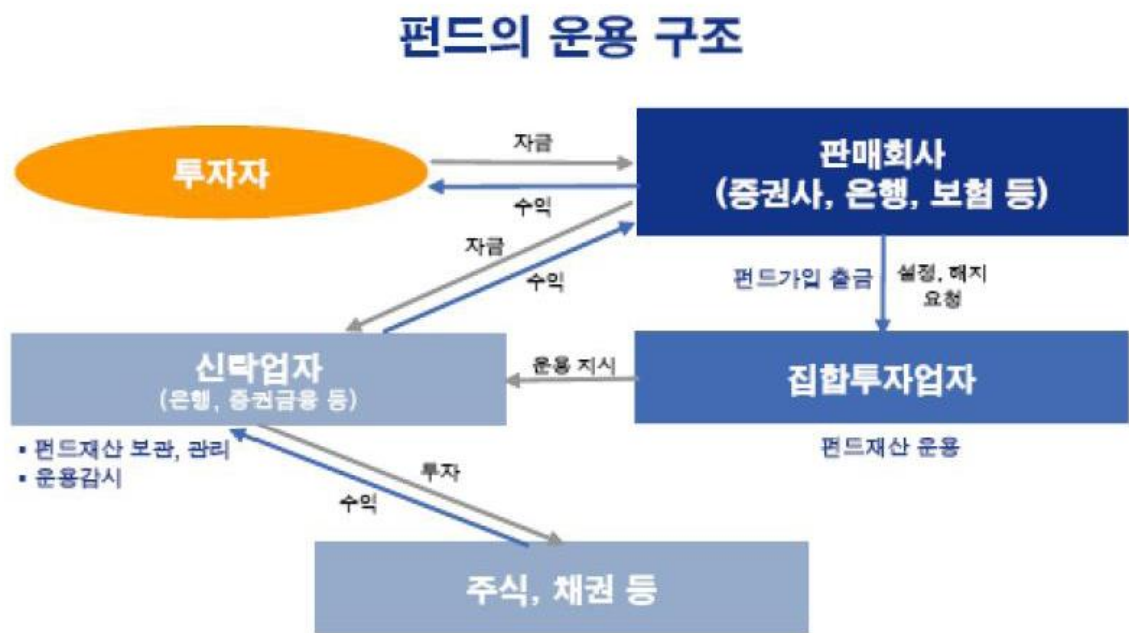 펀드의 운용 구조
투자자
자금
수익
판매회사
(증권사, 은행, 보험 등)
자금
수익
펀드가입 출금
설정, 해지
요청
신탁업자
(은행, 증권금융 등)
운용 지시
집합투자업자
▪ 펀드재산 보관, 관리
▪ 운용감시
펀드재산 운용
투자
수익
주식, 채권 등